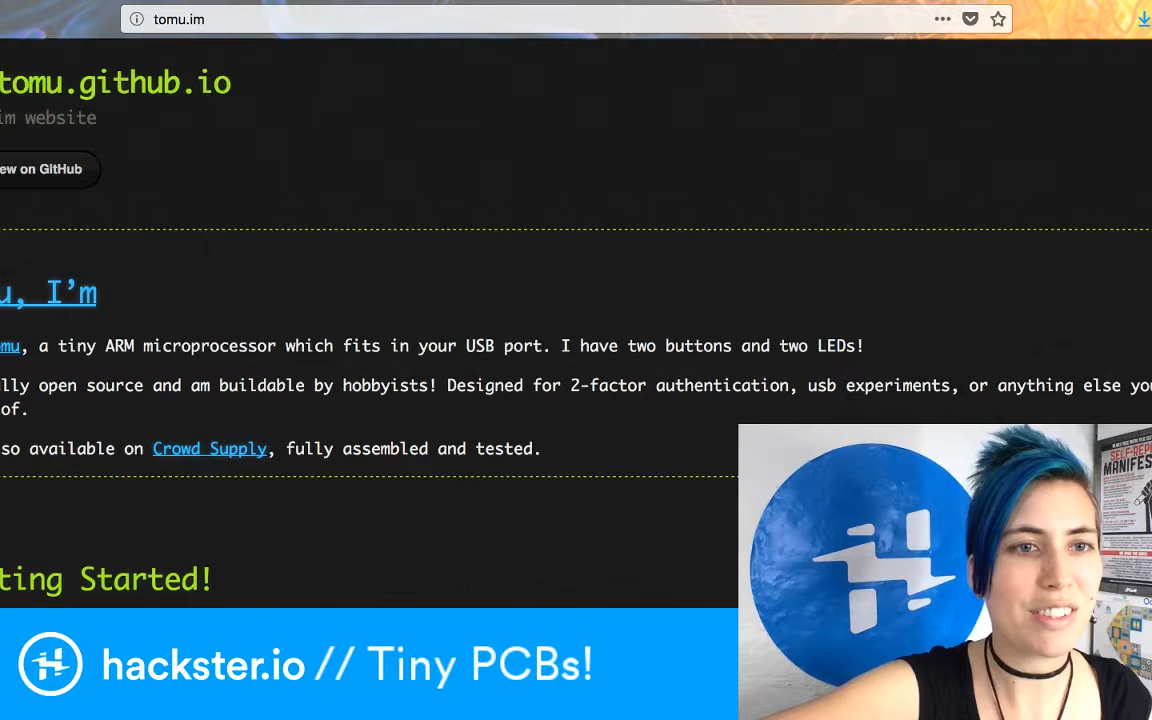 tomu.im
tomu.github.io
im website
ew on GitHub
u, I’m
omu, a tiny ARM microprocessor which fits in your USB port. I have two buttons and two LEDs!
lly open source and am buildable by hobbyists! Designed for 2-factor authentication, usb experiments, or anything else you
of.
so available on Crowd Supply, fully assembled and tested.
ting Started!
SELF-REP
MANIFES
hackster.io // Tiny PCBs!